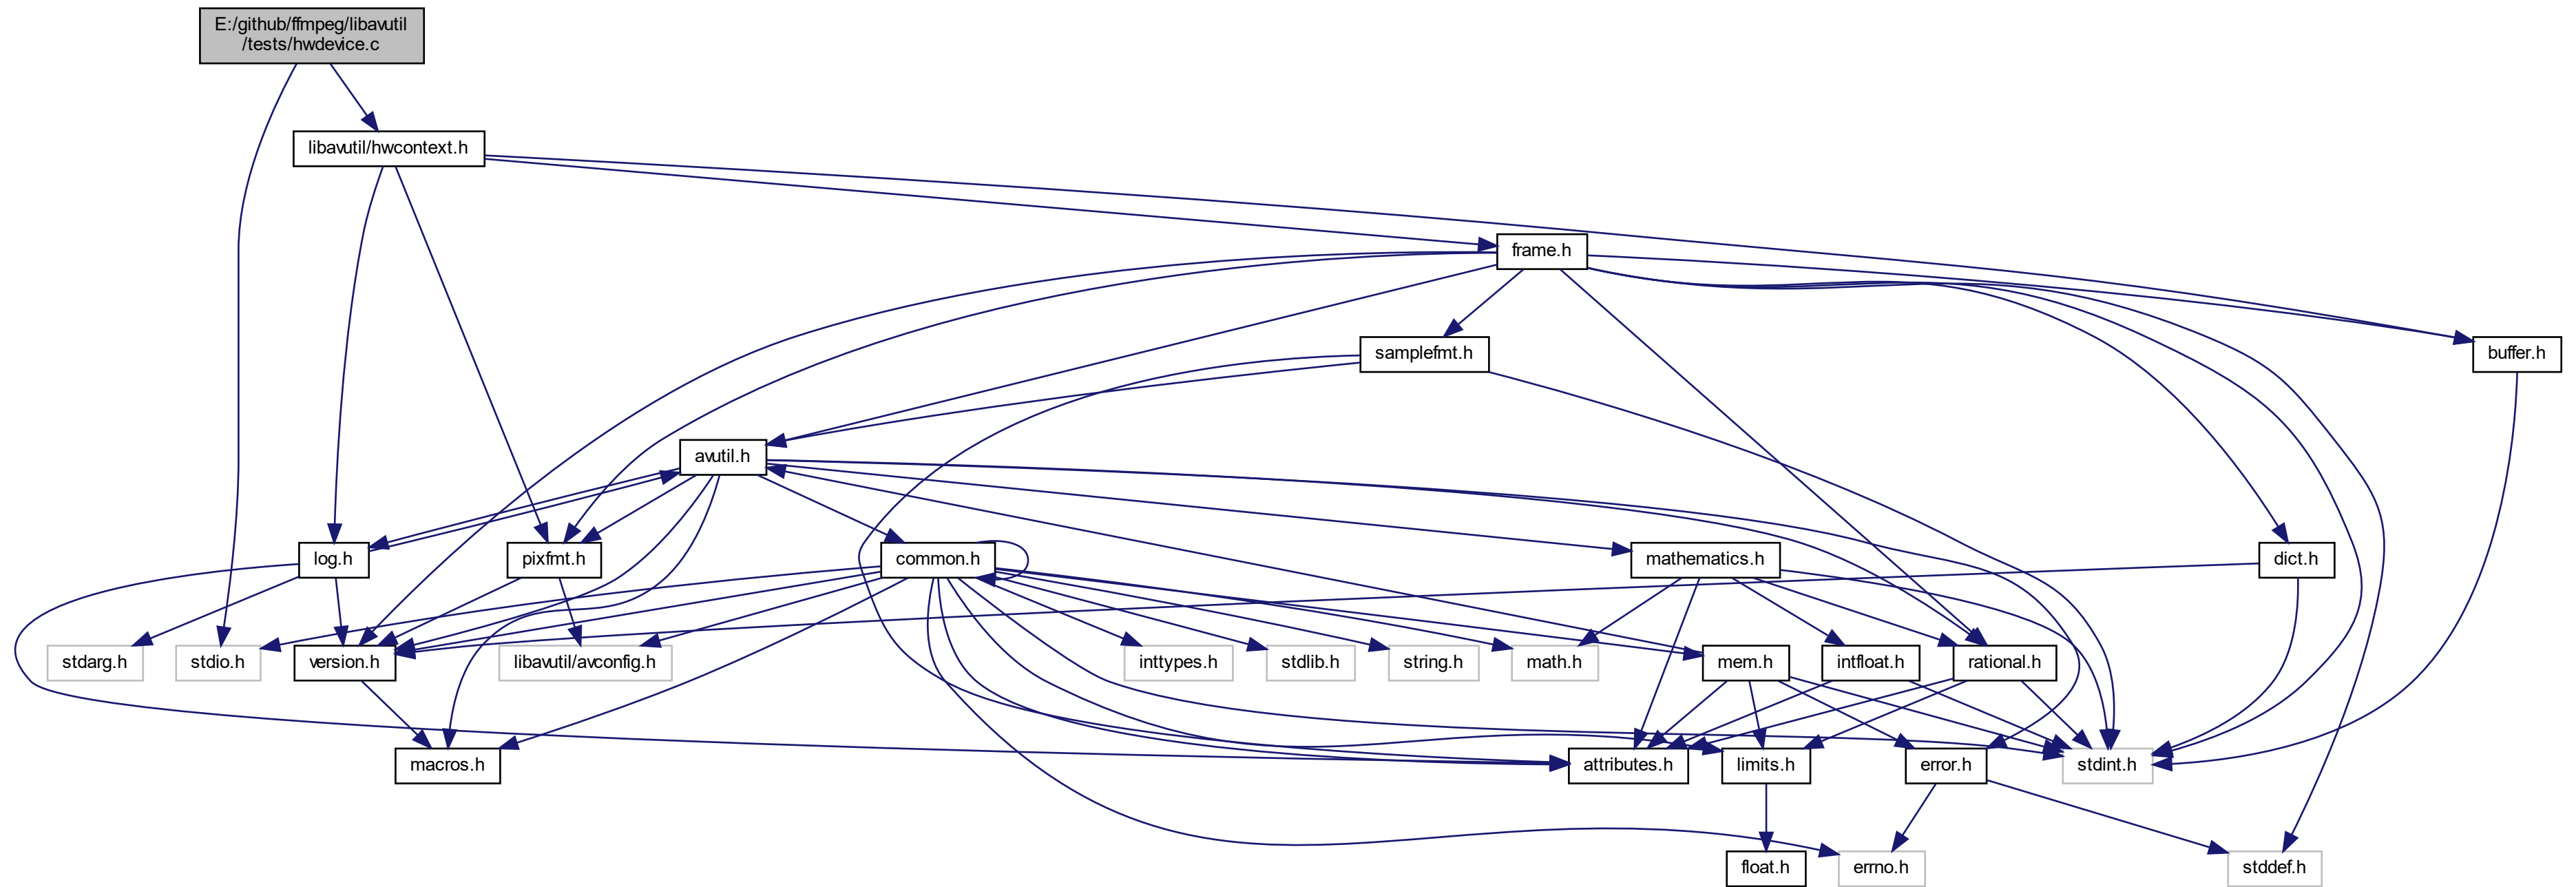 E:/github/ffmpeg/libavutil
/tests/hwdevice.c
libavutil/hwcontext.h
frame.h
samplefmt.h
buffer.h
avutil.h
log.h
pixfmt.h
common.h
mathematics.h
dict.h
stdarg.h
stdio.h
version.h
libavutil/avconfig.h
inttypes.h
stdlib.h
string.h
math.h
mem.h
intfloat.h
rational.h
macros.h
attributes.h
limits.h
error.h
stdint.h
float.h
errno.h
stddef.h